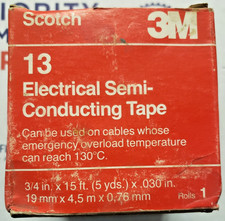 Scotch
3M
13
Electrical Semi-
Conducting Tape
Can be used on cables whose
emergency overload temperature
can reach 130°C.
3/4 in. x 15 ft. (5 yds.) x .030 in.
19 mm x 4,5 m x 0,76 mm
Rolls 1